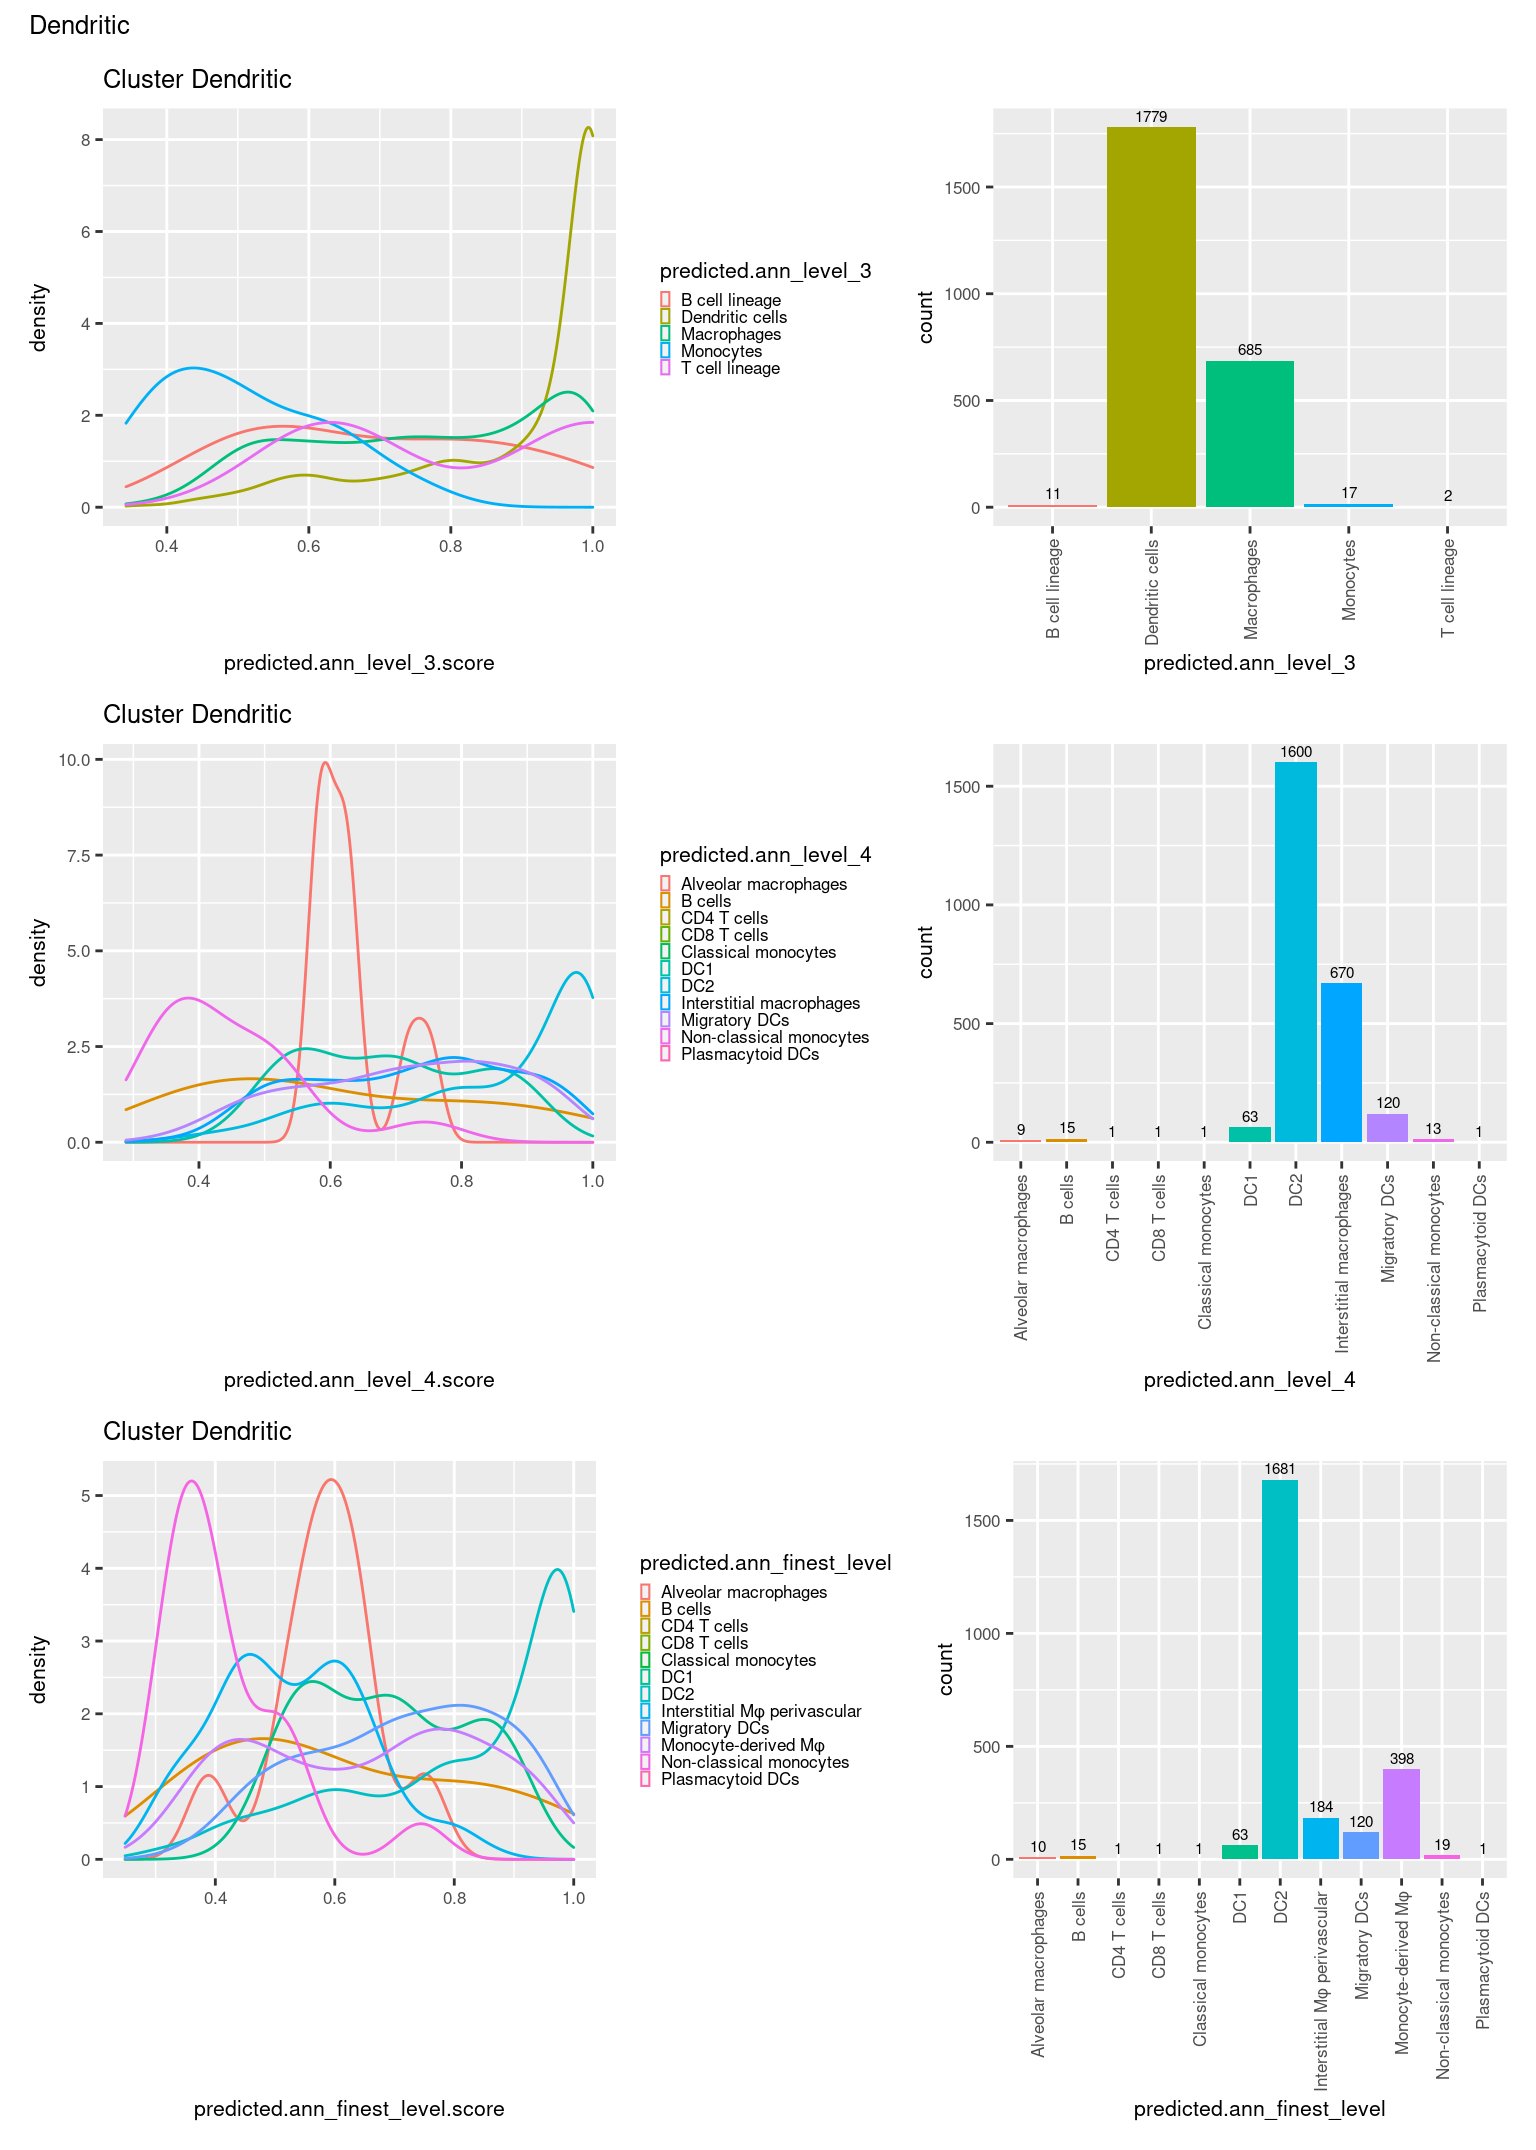 Dendritic
Cluster Dendritic
density
8
6
4
2
0
0.4 0.6 0.8 1.0
predicted.ann_level_3.score
predicted.ann_level_3
B cell lineage
Dendritic cells
Macrophages
Monocytes
T cell lineage
count
1500
1000
500
0
11 1779 685 17 2
B cell lineage
Dendritic cells
Macrophages
Monocytes
T cell lineage
predicted.ann_level_3
Cluster Dendritic
density
10.0
7.5
5.0
2.5
0.0
0.4 0.6 0.8 1.0
predicted.ann_level_4.score
predicted.ann_level_4
Alveolar macrophages
B cells
CD4 T cells
CD8 T cells
Classical monocytes
DC1
DC2
Interstitial macrophages
Migratory DCs
Non-classical monocytes
Plasmacytoid DCs
count
1500
1000
500
0
9 15 1 1 1 63 1600 670 120 13 1
Alveolar macrophages
B cells
CD4 T cells
CD8 T cells
Classical monocytes
DC1
DC2
Interstitial macrophages
Migratory DCs
Non-classical monocytes
Plasmacytoid DCs
predicted.ann_level_4
Cluster Dendritic
density
5
4
3
2
1
0
0.4 0.6 0.8 1.0
predicted.ann_finest_level.score
predicted.ann_finest_level
Alveolar macrophages
B cells
CD4 T cells
CD8 T cells
Classical monocytes
DC1
DC2
Interstitial Mφ perivascular
Migratory DCs
Monocyte-derived Mφ
Non-classical monocytes
Plasmacytoid DCs
count
1500
1000
500
0
10 15 1 1 1 63 1681 184 120 398 19 1
Alveolar macrophages
B cells
CD4 T cells
CD8 T cells
Classical monocytes
DC1
DC2
Interstitial Mφ perivascular
Migratory DCs
Monocyte-derived Mφ
Non-classical monocytes
Plasmacytoid DCs
predicted.ann_finest_level